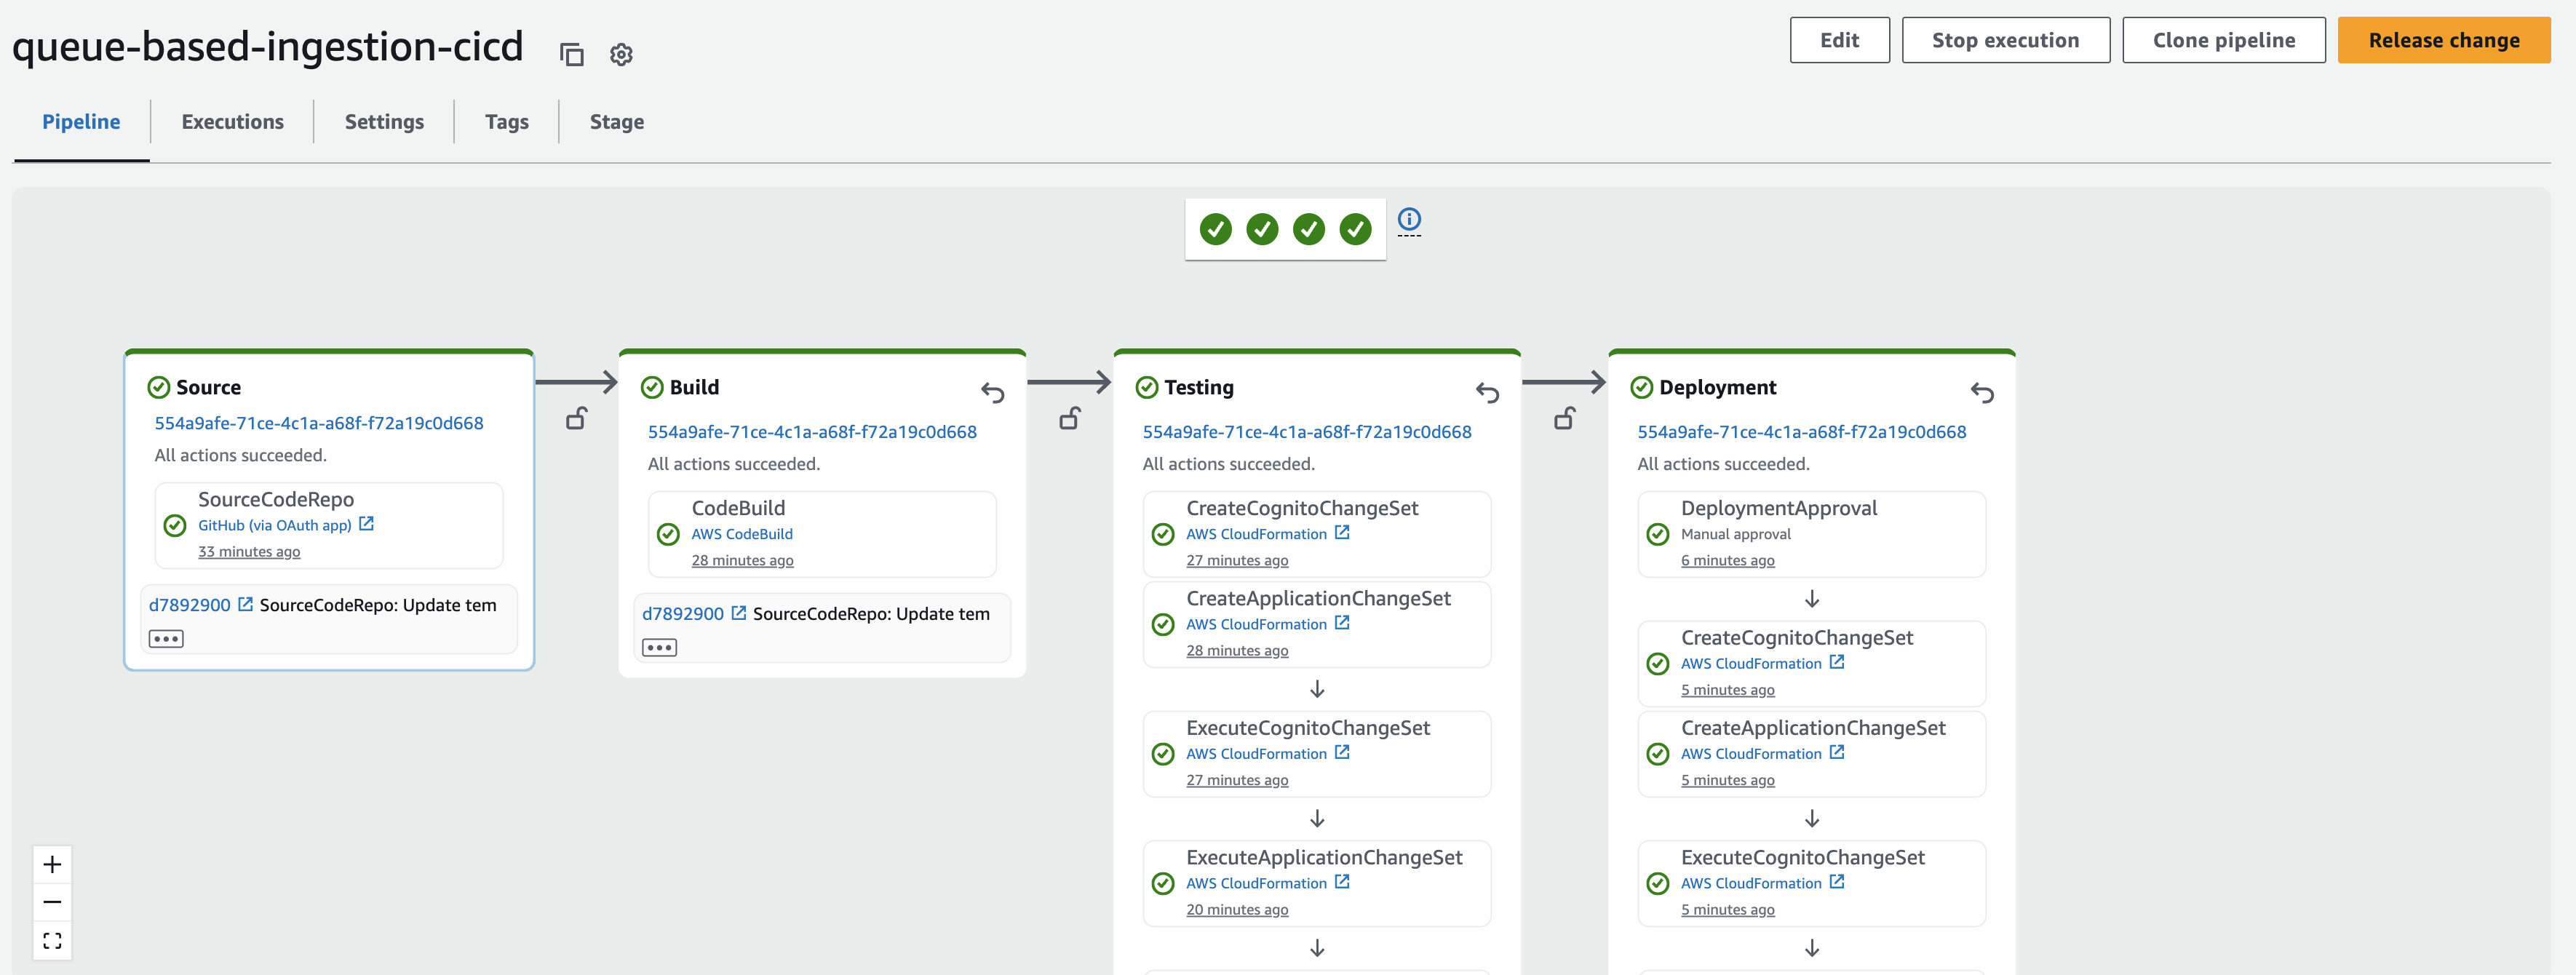 queue-based-ingestion-cicd
Edit
Stop execution
Clone pipeline
Release change
Pipeline
Executions
Settings
Tags
Stage
Source
554a9afe-71ce-4c1a-a68f-f72a19c0d668
All actions succeeded.
SourceCodeRepo
GitHub (via OAuth app)
33 minutes ago
d7892900 SourceCodeRepo: Update tem
Build
554a9afe-71ce-4c1a-a68f-f72a19c0d668
All actions succeeded.
CodeBuild
AWS CodeBuild
28 minutes ago
d7892900 SourceCodeRepo: Update tem
Testing
554a9afe-71ce-4c1a-a68f-f72a19c0d668
All actions succeeded.
CreateCognitoChangeSet
AWS CloudFormation
27 minutes ago
CreateApplicationChangeSet
AWS CloudFormation
28 minutes ago
ExecuteCognitoChangeSet
AWS CloudFormation
27 minutes ago
ExecuteApplicationChangeSet
AWS CloudFormation
20 minutes ago
Deployment
554a9afe-71ce-4c1a-a68f-f72a19c0d668
All actions succeeded.
DeploymentApproval
Manual approval
6 minutes ago
CreateCognitoChangeSet
AWS CloudFormation
5 minutes ago
CreateApplicationChangeSet
AWS CloudFormation
5 minutes ago
ExecuteCognitoChangeSet
AWS CloudFormation
5 minutes ago